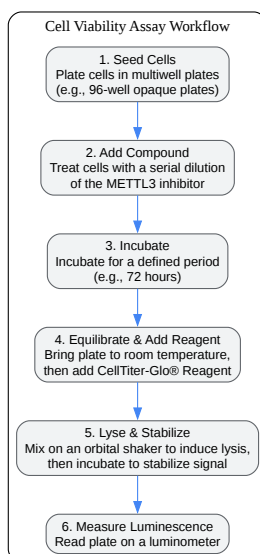 Cell Viability Assay Workflow
1. Seed Cells
Plate cells in multiwell plates
(e.g., 96-well opaque plates)
2. Add Compound
Treat cells with a serial dilution
of the METTL3 inhibitor
3. Incubate
Incubate for a defined period
(e.g., 72 hours)
4. Equilibrate & Add Reagent
Bring plate to room temperature,
then add CellTiter-Glo® Reagent
5. Lyse & Stabilize
Mix on an orbital shaker to induce lysis,
then incubate to stabilize signal
6. Measure Luminescence
Read plate on a luminometer